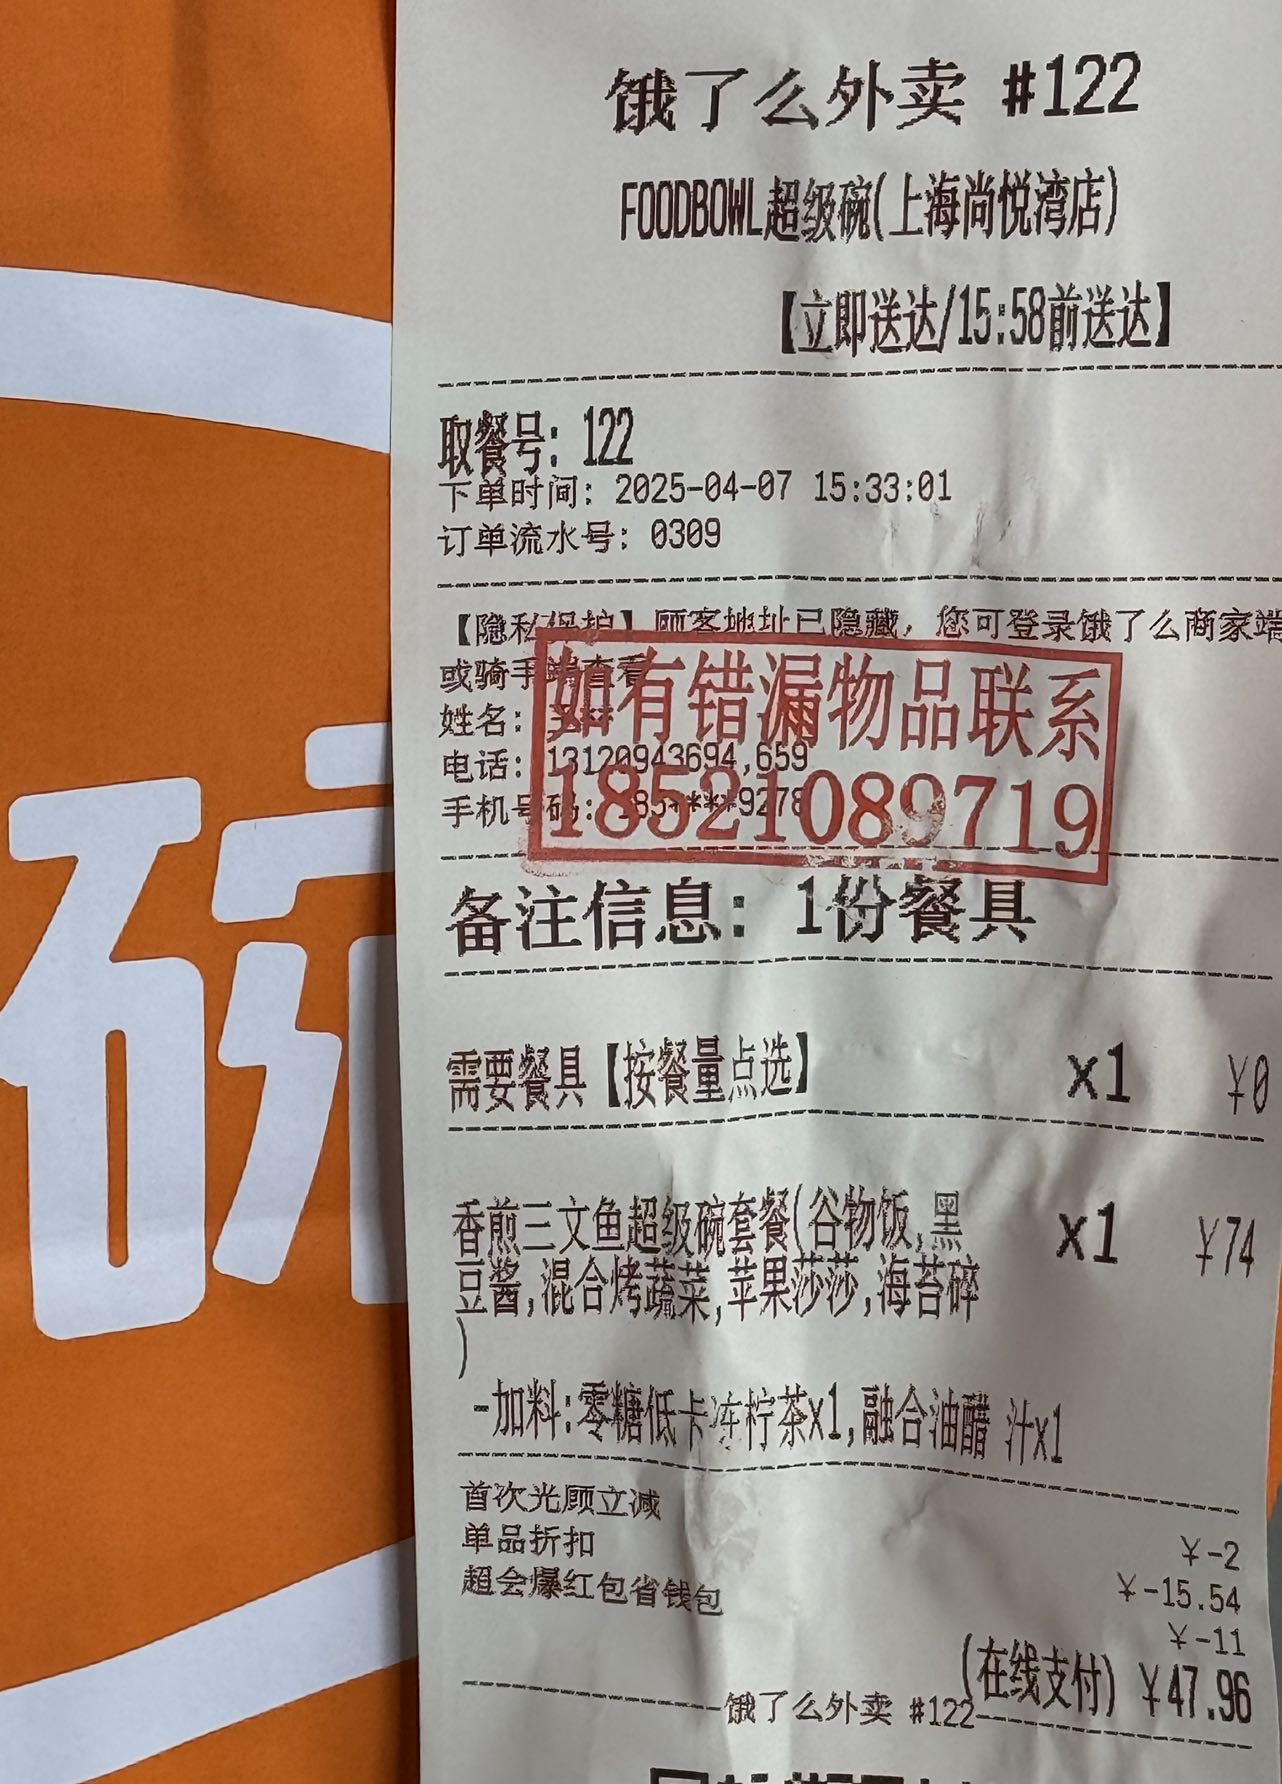 饿了么外卖 #122
FOODBOWL超级碗(上海尚悦湾店)
【立即送达/15:58前送达】
取餐号: 122
下单时间: 2025-04-07 15:33:01
订单流水号: 0309
【隐私保护】顾客地址已隐藏, 您可登录饿了么商家端
或骑手端查看
姓名:
电话: 13120943694,659
手机号码: 185****9278
如有错漏物品联系
18521089719
备注信息: 1份餐具
需要餐具【按餐量点选】 x1 ¥0
香煎三文鱼超级碗套餐(谷物饭,黑 x1 ¥74
豆酱,混合烤蔬菜,苹果莎莎,海苔碎
)
-加料:零糖低卡冻柠茶x1,融合油醋 汁x1
首次光顾立减 ¥-2
单品折扣 ¥-15.54
超会爆红包省钱包 ¥-11
(在线支付) ¥47.96
饿了么外卖 #122
碗